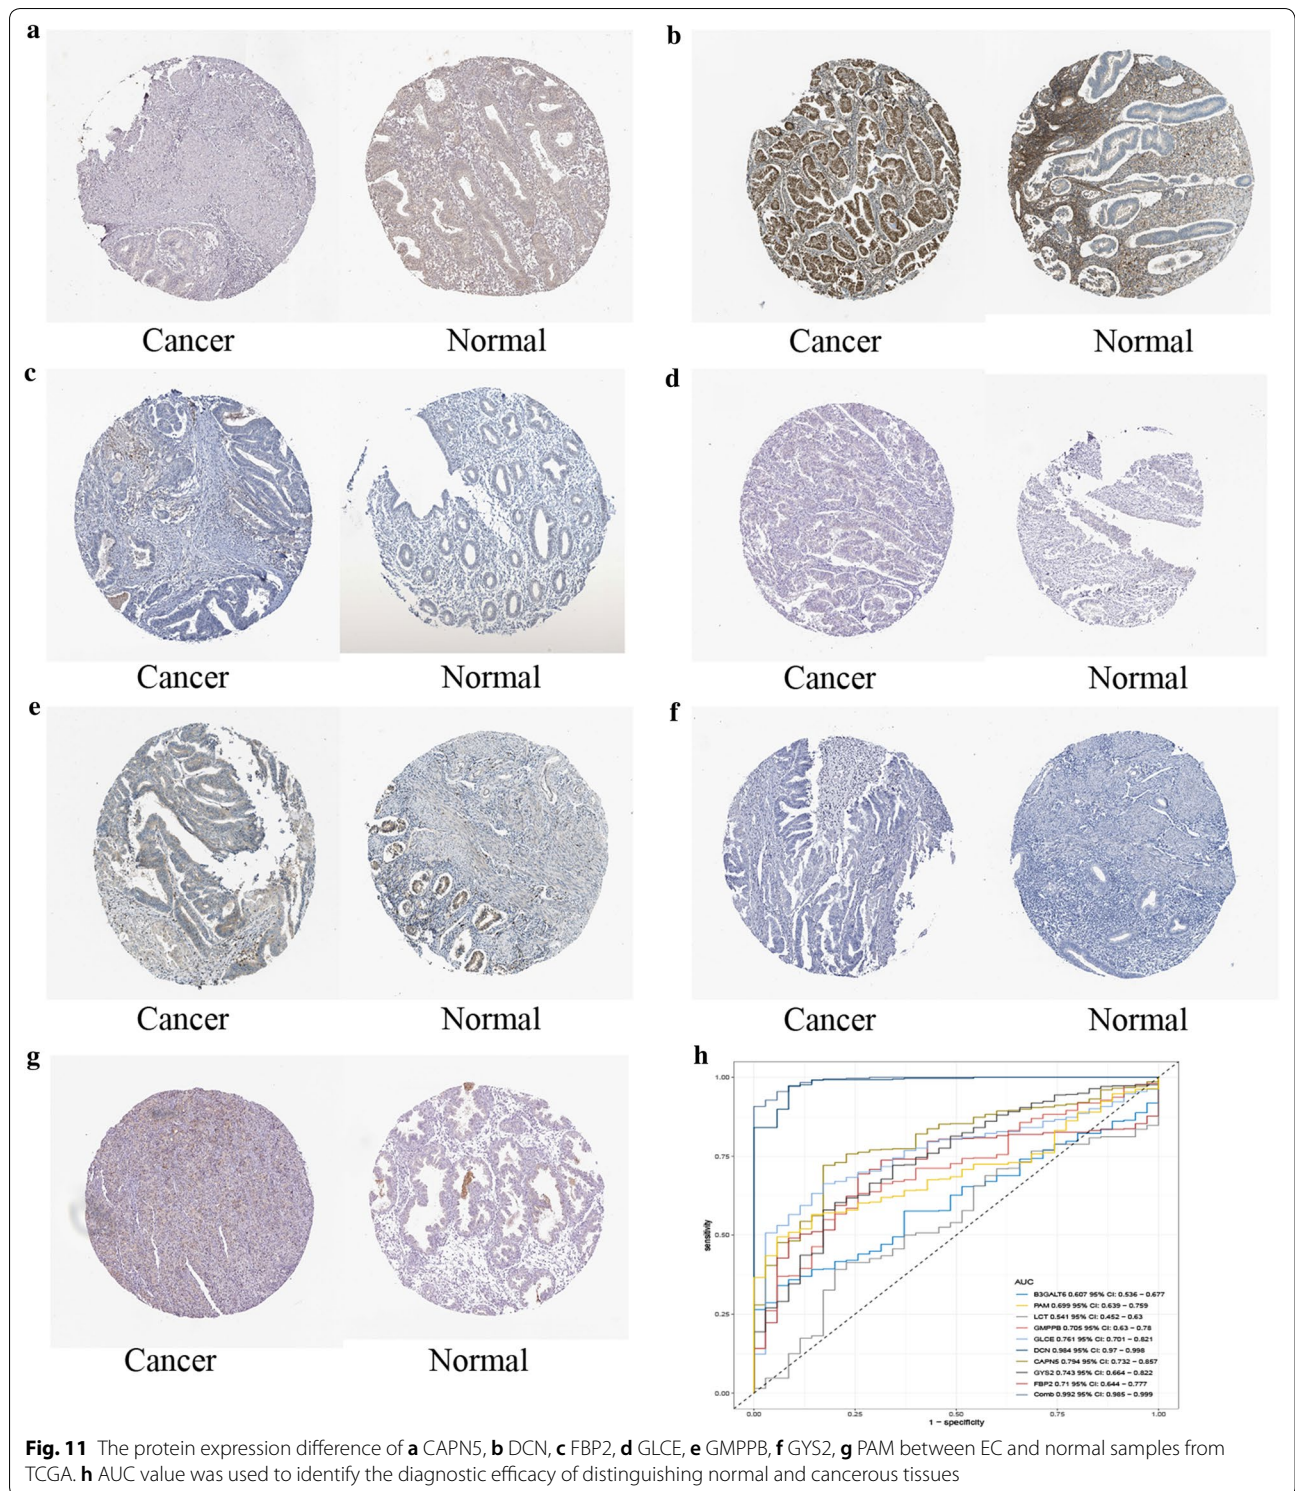 a
b
Cancer
Normal
Cancer
Normal
c
d
Cancer
Normal
Cancer
Normal
e
f
Cancer
Normal
Cancer
Normal
g
h
Cancer
Normal
1.00
0.75
0.50
0.25
0.00
sensitivity
0.00
0.25
0.50
0.75
1.00
1 − specificity
AUC
B3GALT6 0.607 95% CI: 0.536 − 0.677
PAM 0.699 95% CI: 0.639 − 0.759
LCT 0.541 95% CI: 0.452 − 0.63
GMPPB 0.705 95% CI: 0.63 − 0.78
GLCE 0.761 95% CI: 0.701 − 0.821
DCN 0.984 95% CI: 0.97 − 0.998
CAPN5 0.794 95% CI: 0.732 − 0.857
GYS2 0.743 95% CI: 0.664 − 0.822
FBP2 0.71 95% CI: 0.644 − 0.777
Comb 0.992 95% CI: 0.985 − 0.999
Fig. 11 The protein expression difference of a CAPN5, b DCN, c FBP2, d GLCE, e GMPPB, f GYS2, g PAM between EC and normal samples from
TCGA. h AUC value was used to identify the diagnostic efficacy of distinguishing normal and cancerous tissues